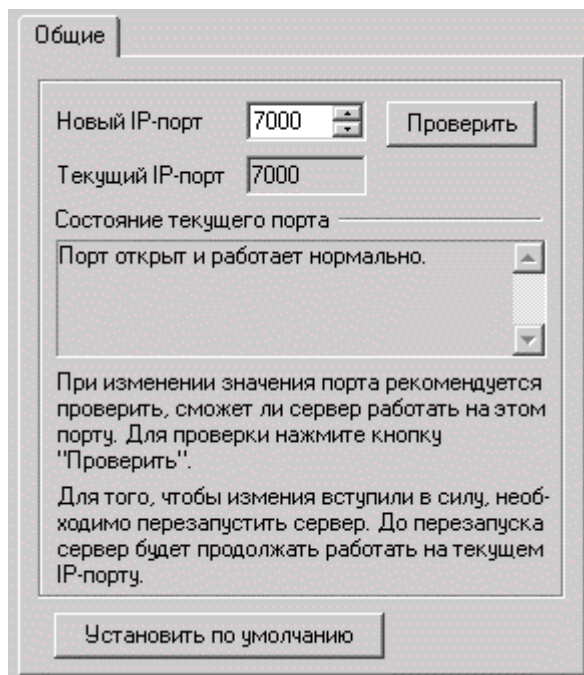 Общие
Новый IP-порт 7000 Проверить
Текущий IP-порт 7000
Состояние текущего порта
Порт открыт и работает нормально.
При изменении значения порта рекомендуется
проверить, сможет ли сервер работать на этом
порту. Для проверки нажмите кнопку
"Проверить".
Для того, чтобы измения вступили в силу, необ-
ходимо перезапустить сервер. До перезапуска
сервер будет продолжать работать на текущем
IP-порту.
Установить по умолчанию